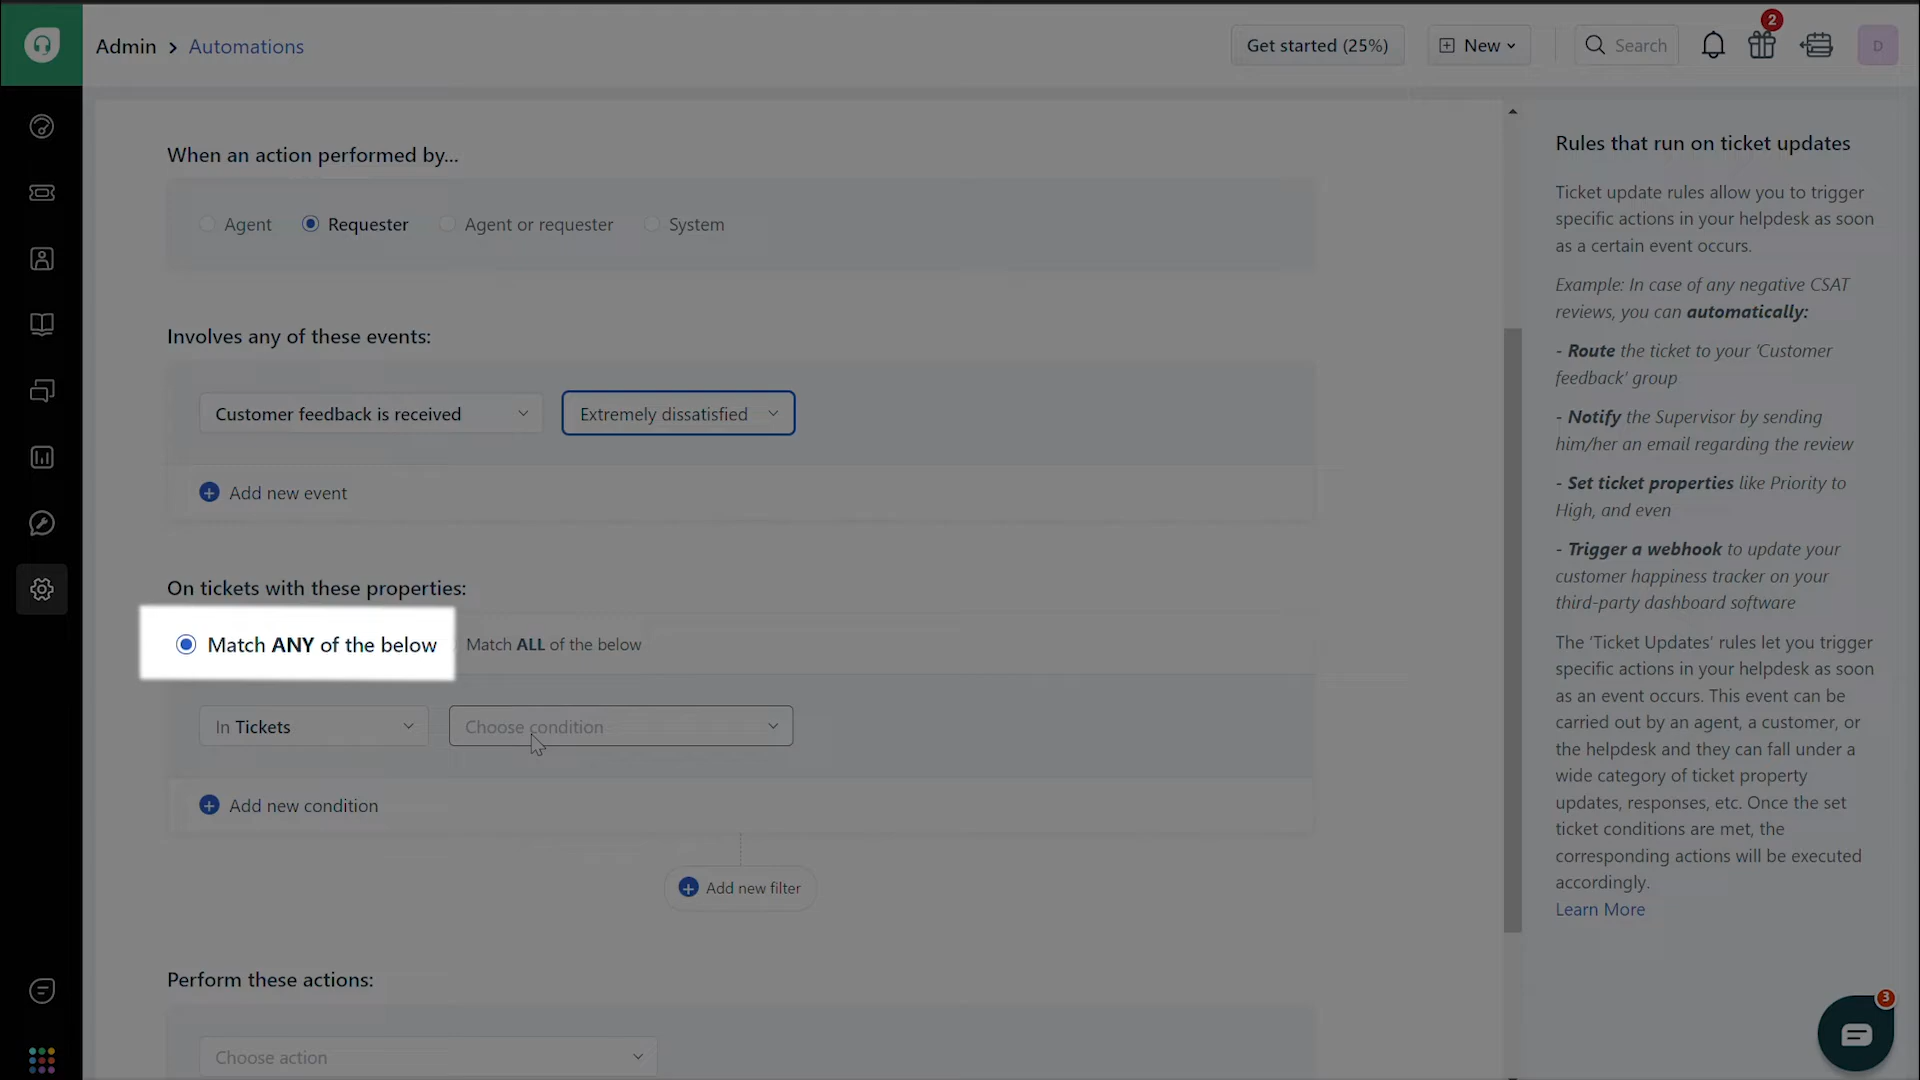 Admin > Automations
Get started (25%)
New
Search
2
D
When an action performed by...
Agent
Requester
Agent or requester
System
Involves any of these events:
Customer feedback is received
Extremely dissatisfied
Add new event
On tickets with these properties:
Match ANY of the below
Match ALL of the below
In Tickets
Choose condition
Add new condition
Add new filter
Perform these actions:
Choose action
Rules that run on ticket updates
Ticket update rules allow you to trigger
specific actions in your helpdesk as soon
as a certain event occurs.
Example: In case of any negative CSAT
reviews, you can automatically:
- Route the ticket to your ‘Customer
feedback’ group
- Notify the Supervisor by sending
him/her an email regarding the review
- Set ticket properties like Priority to
High, and even
- Trigger a webhook to update your
customer happiness tracker on your
third-party dashboard software
The ‘Ticket Updates’ rules let you trigger
specific actions in your helpdesk as soon
as an event occurs. This event can be
carried out by an agent, a customer, or
the helpdesk and they can fall under a
wide category of ticket property
updates, responses, etc. Once the set
ticket conditions are met, the
corresponding actions will be executed
accordingly.
Learn More
3